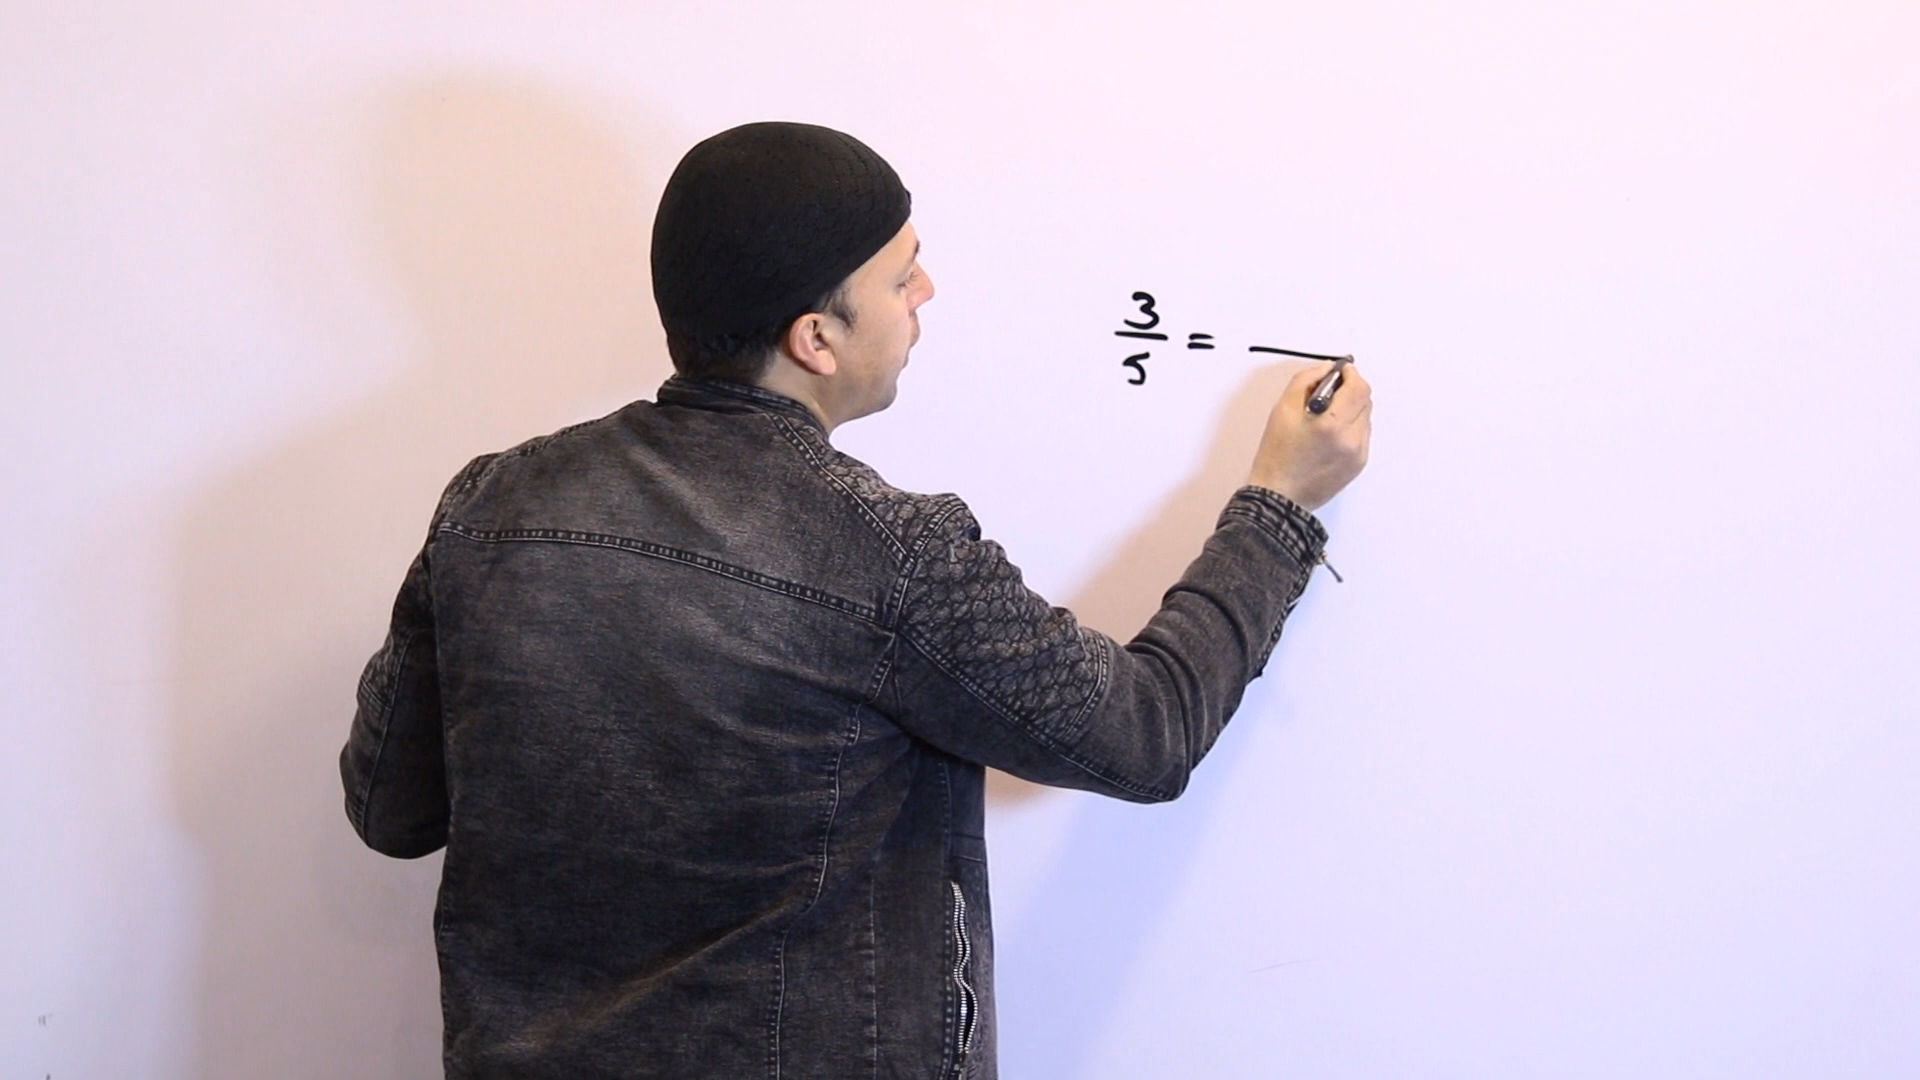 3/5 = —